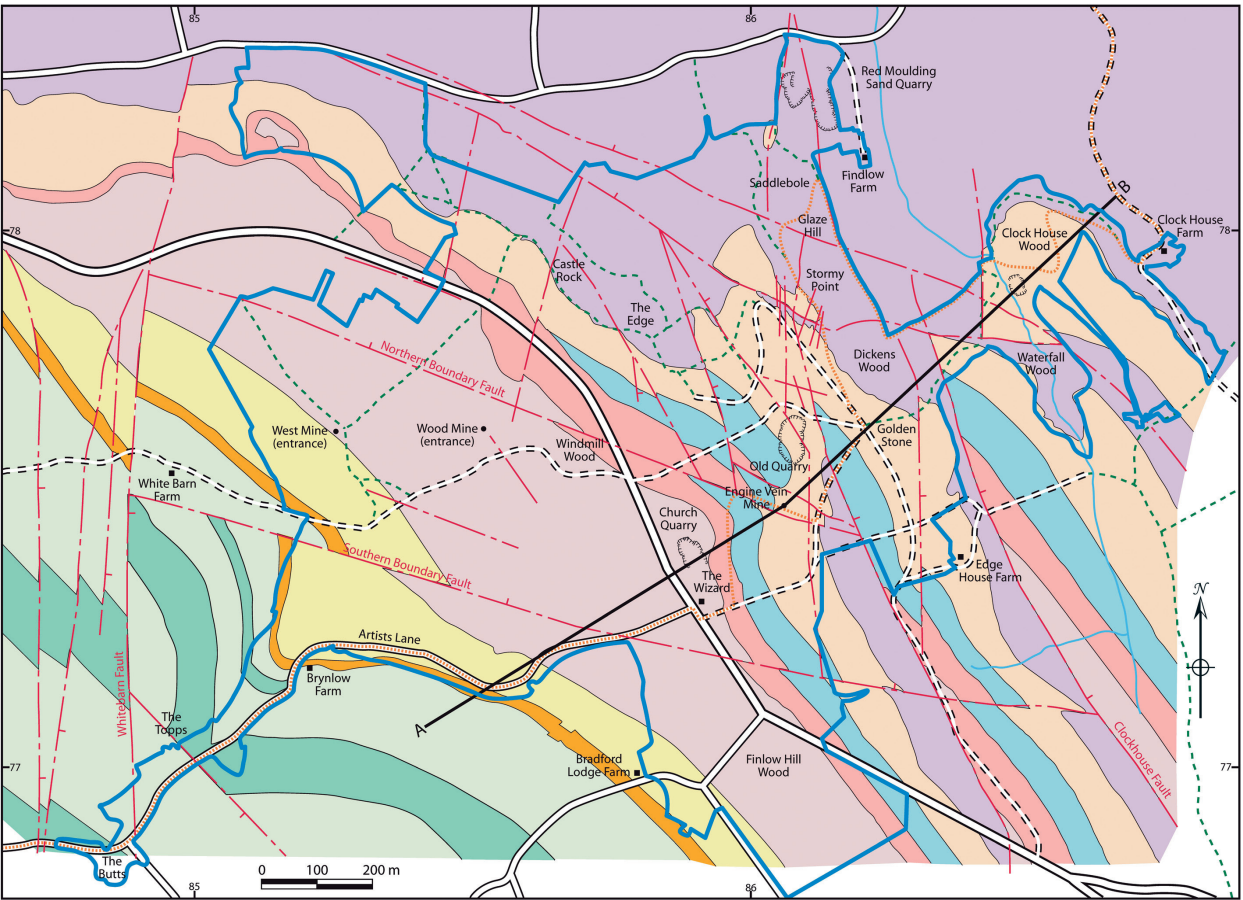 85
86
Red Moulding
Sand Quarry
Saddlebole
Findlow
Farm
B
78
Glaze
Hill
Clock House
Wood
Clock House
Farm
78
Castle
Rock
Stormy
Point
The
Edge
Northern Boundary Fault
Dickens
Wood
Waterfall
Wood
West Mine
(entrance)
Wood Mine
(entrance)
Windmill
Wood
Golden
Stone
Old Quarry
White Barn
Farm
Engine Vein
Mine
Church
Quarry
Southern Boundary Fault
The
Wizard
Edge
House Farm
N
Artists Lane
Brynlow
Farm
Whitebarn Fault
The
Topps
A
Clockhouse Fault
Bradford
Lodge Farm
Finlow Hill
Wood
77
77
The
Butts
0 100 200 m
85
86